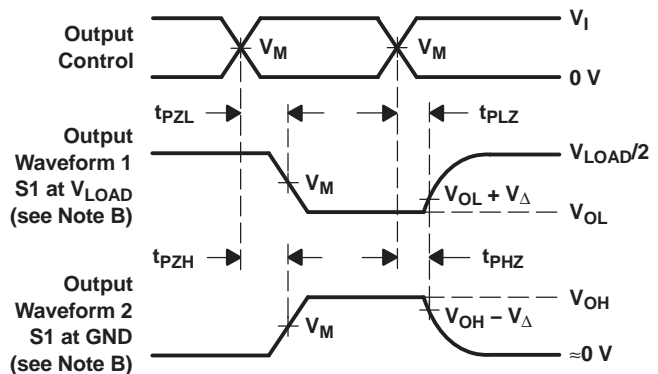 Output
Control
V_M
V_M
V_I
0 V
t_PZL
t_PLZ
Output
Waveform 1
S1 at V_LOAD
(see Note B)
V_M
V_OL + V_Δ
V_LOAD/2
V_OL
t_PZH
t_PHZ
Output
Waveform 2
S1 at GND
(see Note B)
V_M
V_OH − V_Δ
V_OH
≈0 V